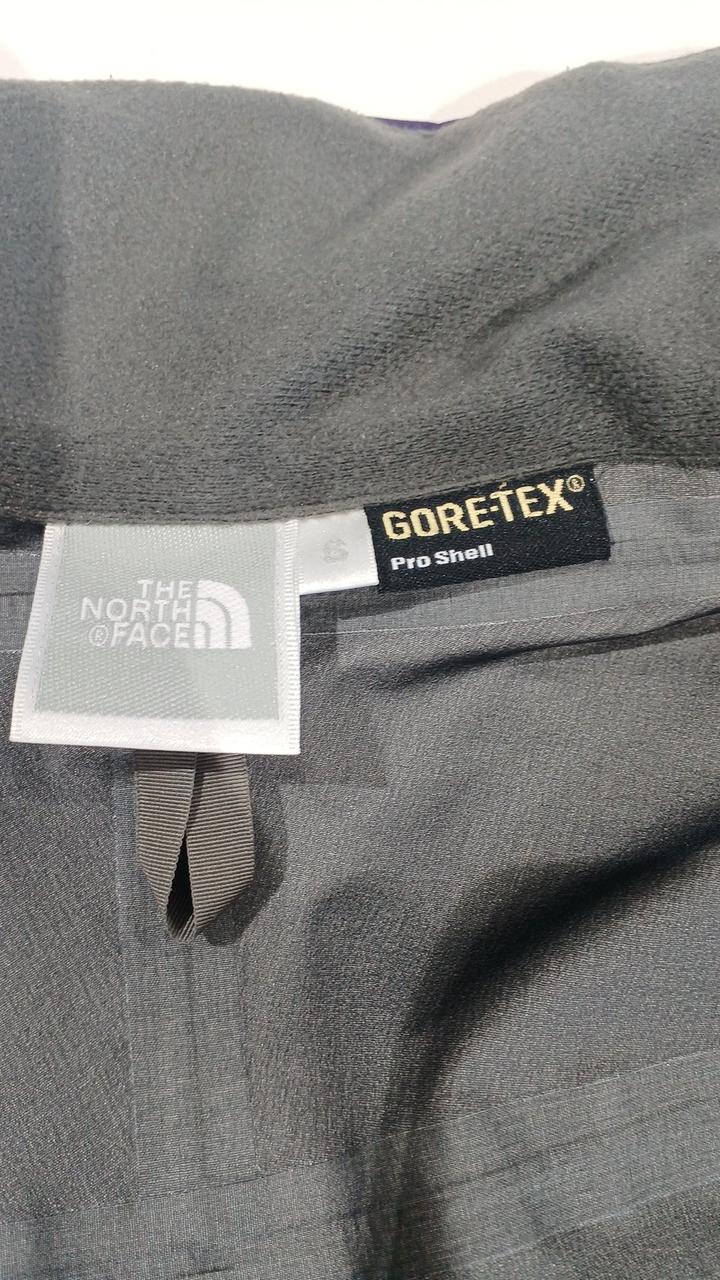 THE
NORTH
®FACE
S
GORE-TEX®
Pro Shell